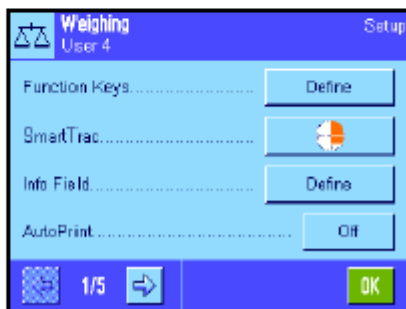 Weighing Setup
User 4
Function Keys.......................... Define
SmartTrac..............................
Info Field.............................. Define
AutoPrint.................................... Off
1/5 OK